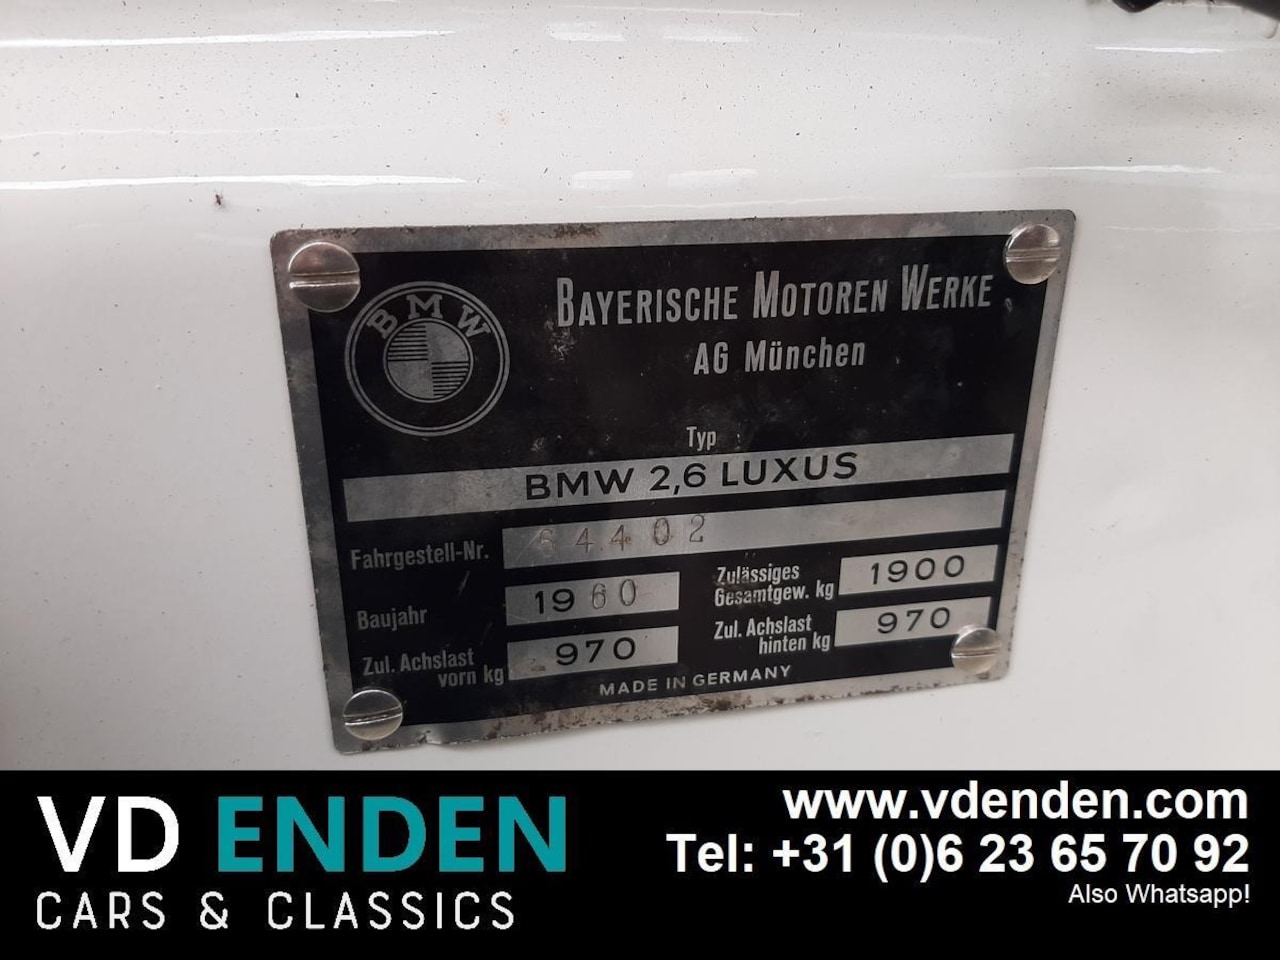 BMW
BAYERISCHE MOTOREN WERKE
AG München
Typ
BMW 2,6 LUXUS
Fahrgestell-Nr. 64402
Baujahr 1960
Zulässiges Gesamtgew. kg 1900
Zul. Achslast vorn kg 970
Zul. Achslast hinten kg 970
MADE IN GERMANY
VD ENDEN
CARS & CLASSICS
www.vdenden.com
Tel: +31 (0)6 23 65 70 92
Also Whatsapp!